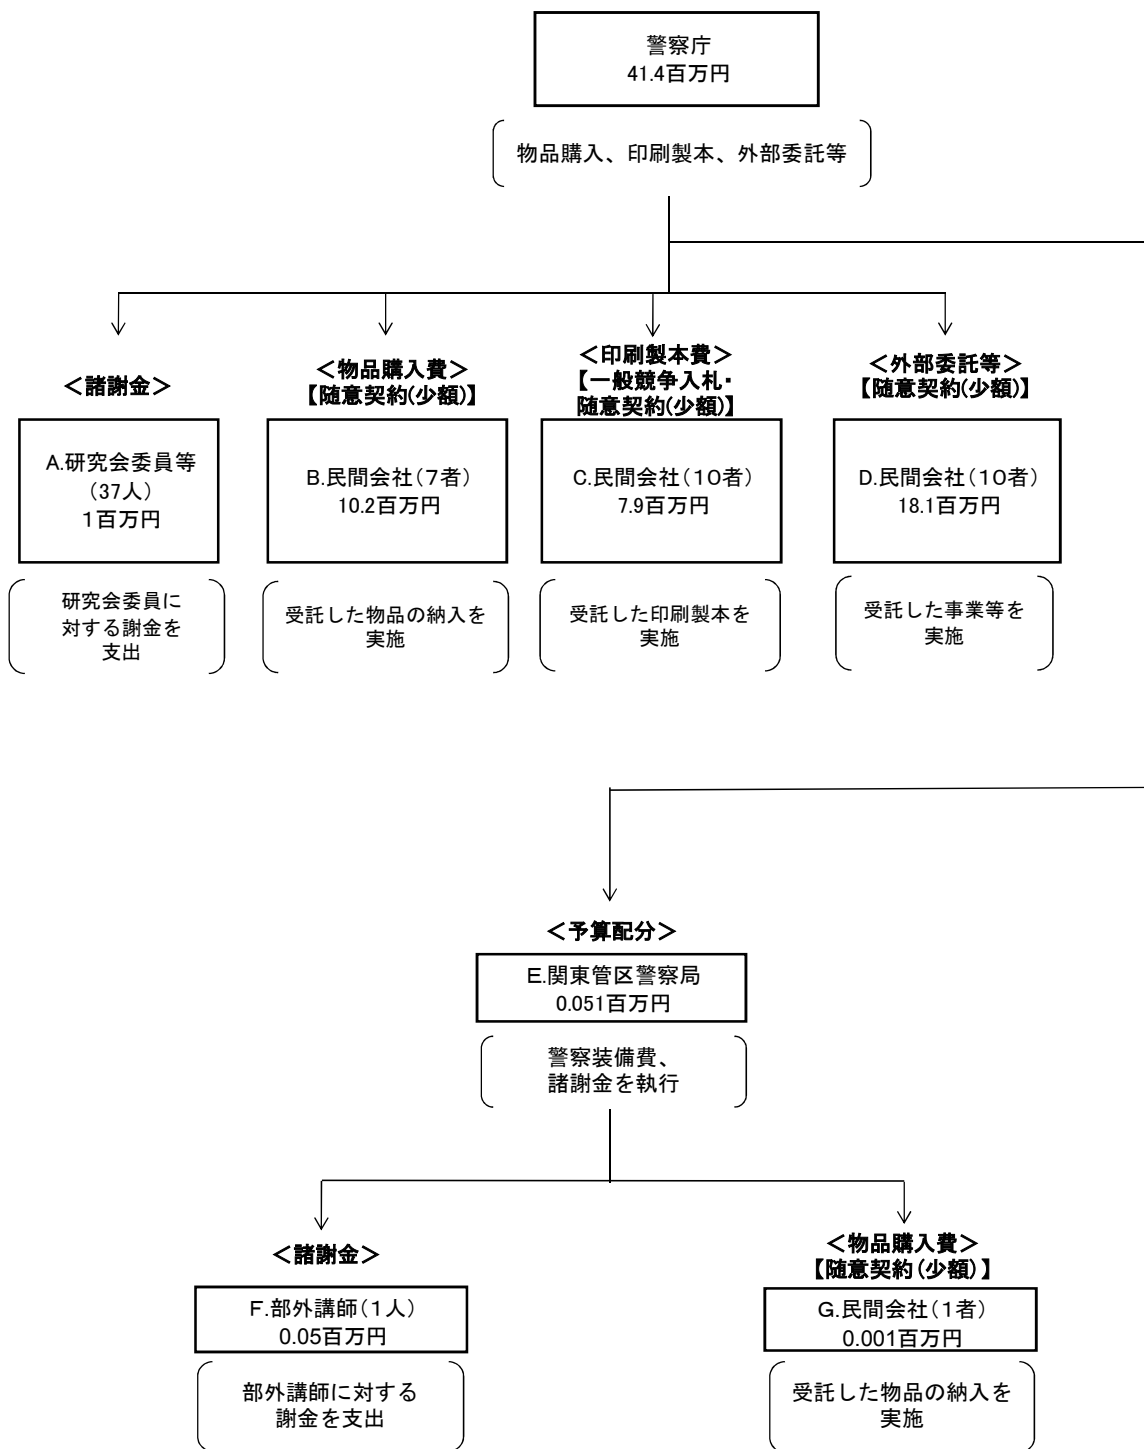 警察庁
41.4百万円
物品購入、印刷製本、外部委託等
＜諸謝金＞
＜物品購入費＞
【随意契約(少額)】
＜印刷製本費＞
【一般競争入札・
随意契約(少額)】
＜外部委託等＞
【随意契約(少額)】
A.研究会委員等
（37人）
１百万円
B.民間会社（７者）
10.2百万円
C.民間会社（１０者）
7.9百万円
D.民間会社（１０者）
18.1百万円
研究会委員に
対する謝金を
支出
受託した物品の納入を
実施
受託した印刷製本を
実施
受託した事業等を
実施
＜予算配分＞
E.関東管区警察局
0.051百万円
警察装備費、
諸謝金を執行
＜諸謝金＞
＜物品購入費＞
【随意契約（少額）】
F.部外講師（１人）
0.05百万円
G.民間会社（１者）
0.001百万円
部外講師に対する
謝金を支出
受託した物品の納入を
実施